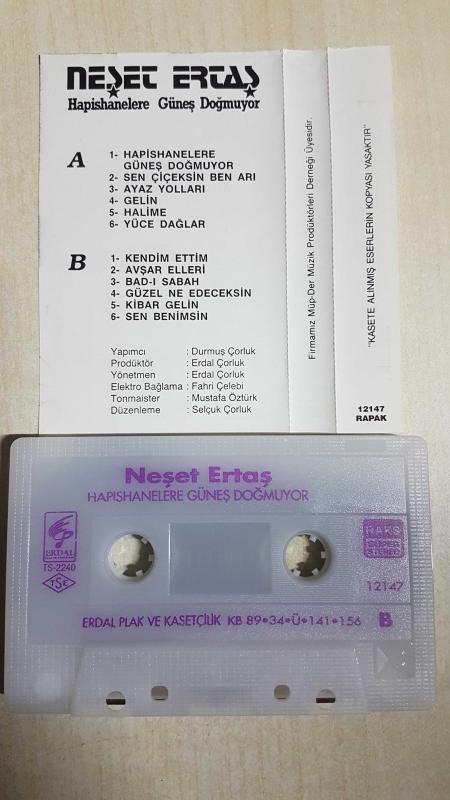 NEŞET ERTAŞ
Hapishanelere Güneş Doğmuyor
A
1- HAPİSHANELERE
GÜNEŞ DOĞMUYOR
2- SEN ÇİÇEKSİN BEN ARI
3- AYAZ YOLLARI
4- GELİN
5- HALİME
6- YÜCE DAĞLAR
B
1- KENDİM ETTİM
2- AVŞAR ELLERİ
3- BAD-I SABAH
4- GÜZEL NE EDECEKSİN
5- KİBAR GELİN
6- SEN BENİMSİN
Yapımcı : Durmuş Çorluk
Prodüktör : Erdal Çorluk
Yönetmen : Erdal Çorluk
Elektro Bağlama : Fahri Çelebi
Tonmaister : Mustafa Öztürk
Düzenleme : Selçuk Çorluk
Firmamız Müp-Der Müzik Prodüktörleri Derneği Üyesidir.
"KASETE ALINMIŞ ESERLERİN KOPYASI YASAKTIR"
12147
RAPAK
Neşet Ertaş
HAPISHANELERE GÜNEŞ DOĞMUYOR
ERDAL
TS-2240
TSE
RAKS
SUPER
STEREO
12147
ERDAL PLAK VE KASETÇİLİK KB 89•34•Ü•141•156 B